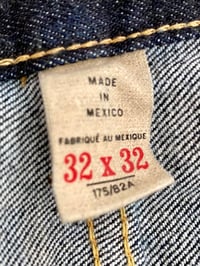 MADE
IN
MEXICO
FABRIQUÉ AU MEXIQUE
32 x 32
175/82A